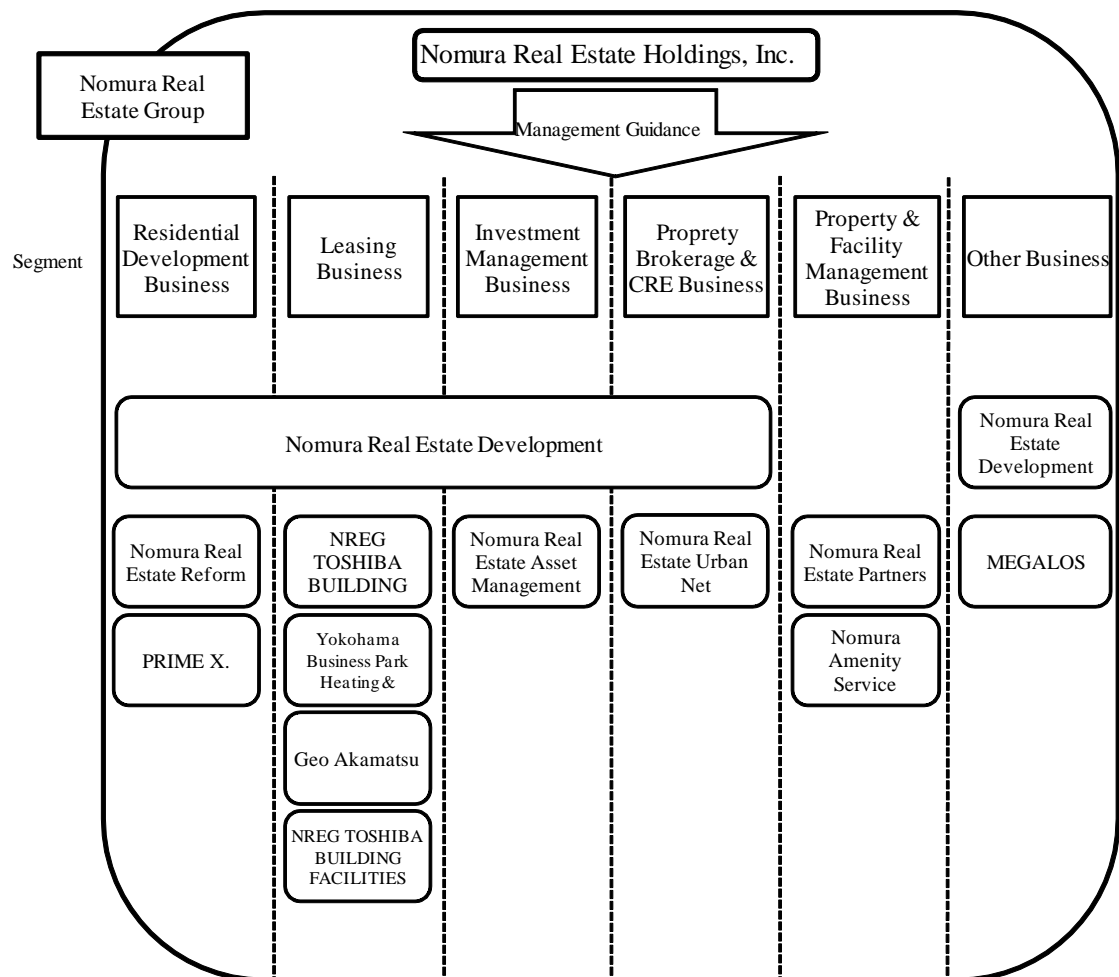 Nomura Real Estate Holdings, Inc.
Nomura Real
Estate Group
Management Guidance
Segment
Residential
Development
Business
Leasing
Business
Investment
Management
Business
Proprety
Brokerage &
CRE Business
Property &
Facility
Management
Business
Other Business
Nomura Real Estate Development
Nomura Real
Estate
Development
Nomura Real
Estate Reform
NREG
TOSHIBA
BUILDING
Nomura Real
Estate Asset
Management
Nomura Real
Estate Urban
Net
Nomura Real
Estate Partners
MEGALOS
PRIME X.
Yokohama
Business Park
Heating &
Nomura
Amenity
Service
Geo Akamatsu
NREG TOSHIBA
BUILDING
FACILITIES